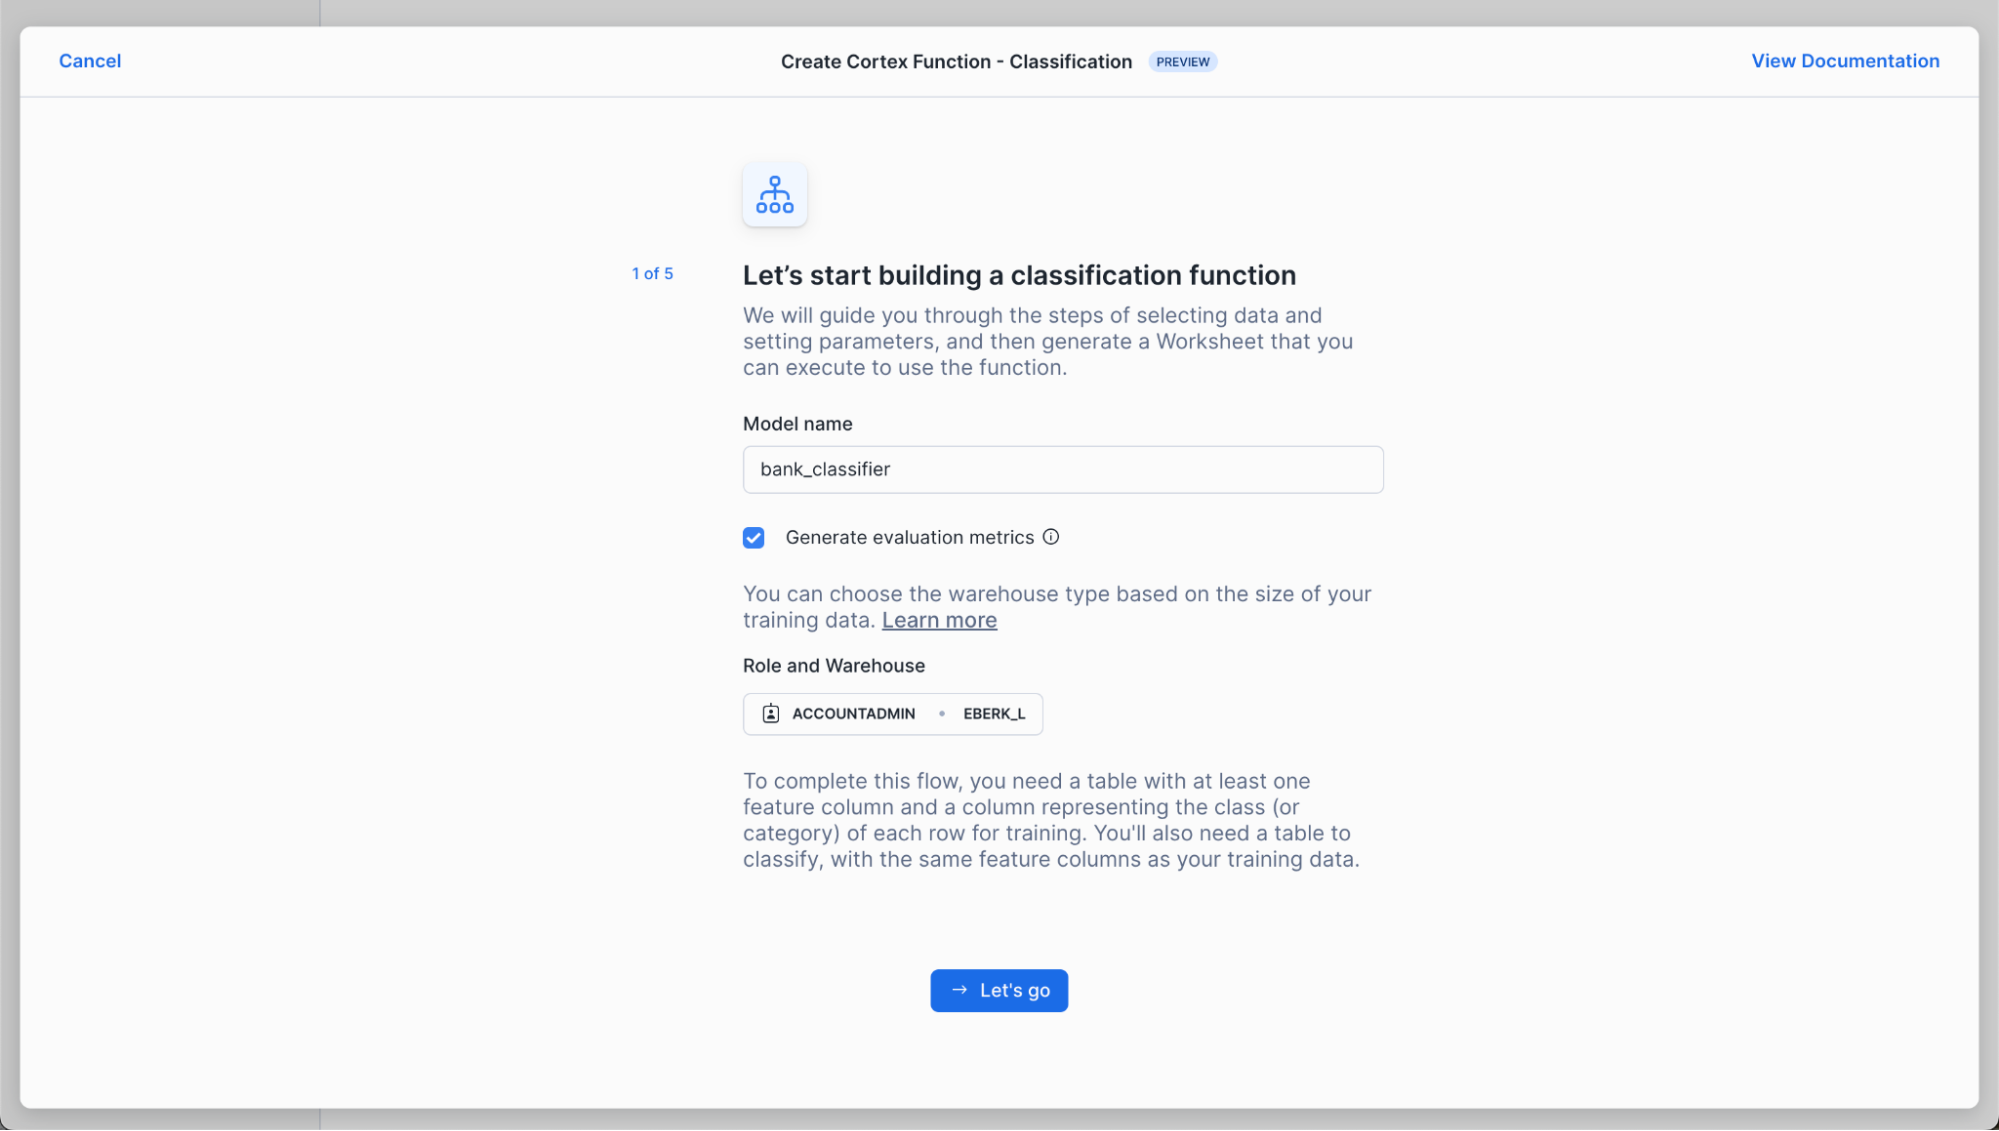 Cancel
Create Cortex Function - Classification PREVIEW
View Documentation
1 of 5
Let’s start building a classification function
We will guide you through the steps of selecting data and
setting parameters, and then generate a Worksheet that you
can execute to use the function.
Model name
bank_classifier
Generate evaluation metrics
You can choose the warehouse type based on the size of your
training data. Learn more
Role and Warehouse
ACCOUNTADMIN • EBERK_L
To complete this flow, you need a table with at least one
feature column and a column representing the class (or
category) of each row for training. You'll also need a table to
classify, with the same feature columns as your training data.
→ Let's go